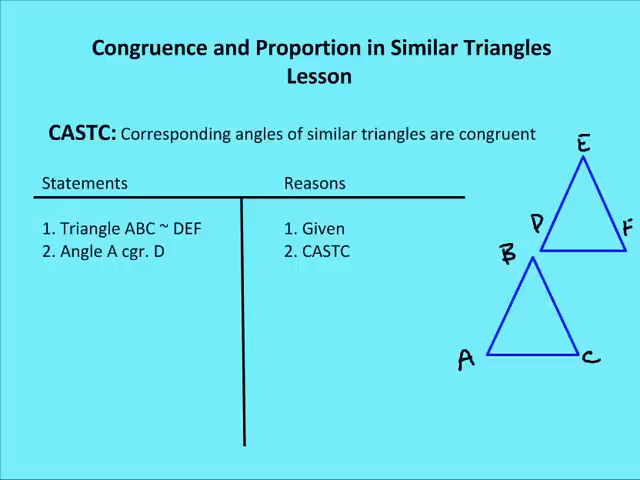 Congruence and Proportion in Similar Triangles
Lesson
CASTC: Corresponding angles of similar triangles are congruent
Statements
Reasons
1. Triangle ABC ~ DEF
1. Given
2. Angle A cgr. D
2. CASTC
E
D
F
B
A
C